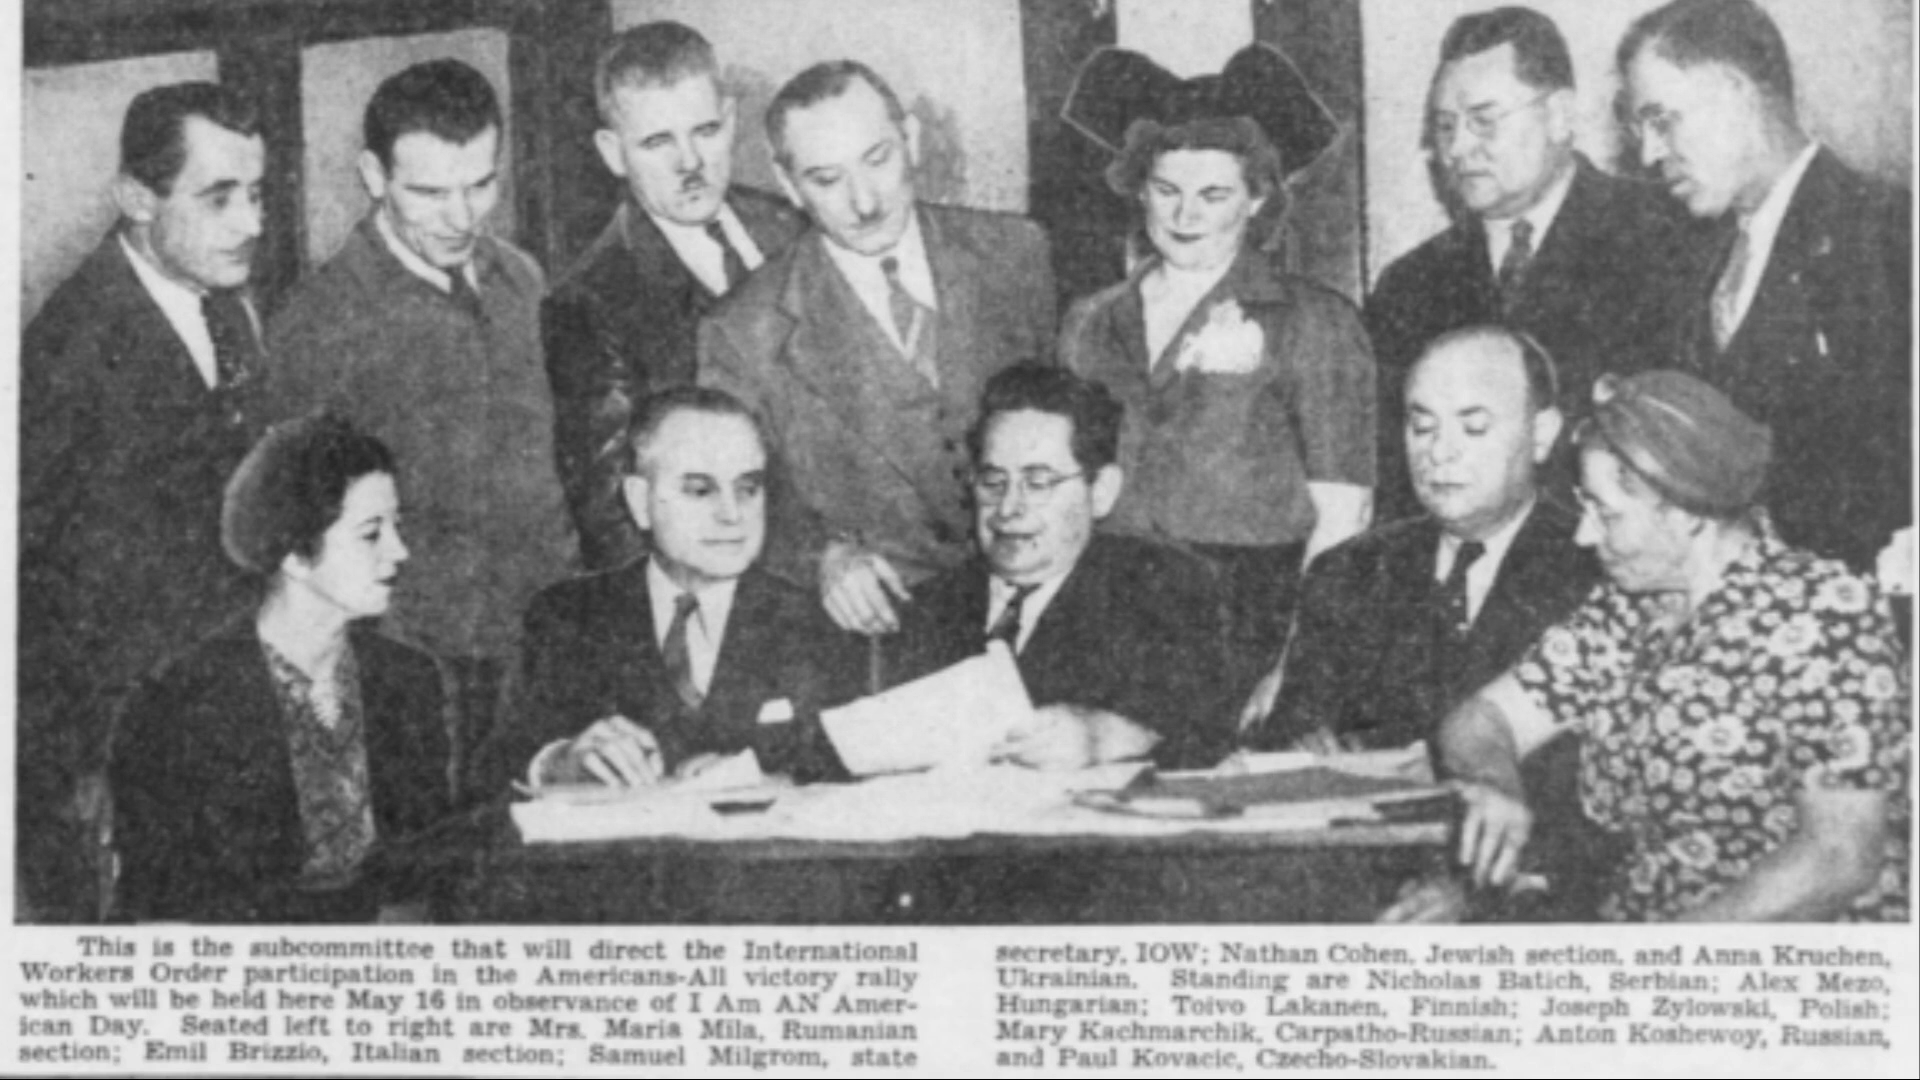 This is the subcommittee that will direct the International
Workers Order participation in the Americans-All victory rally
which will be held here May 16 in observance of I Am AN Amer-
ican Day. Seated left to right are Mrs. Maria Mila, Rumanian
section; Emil Brizzio, Italian section; Samuel Milgrom, state
secretary, IOW; Nathan Cohen, Jewish section, and Anna Kruchen,
Ukrainian. Standing are Nicholas Batich, Serbian; Alex Mezo,
Hungarian; Toivo Lakanen, Finnish; Joseph Zylowski, Polish;
Mary Kachmarchik, Carpatho-Russian; Anton Koshewoy, Russian,
and Paul Kovacic, Czecho-Slovakian.